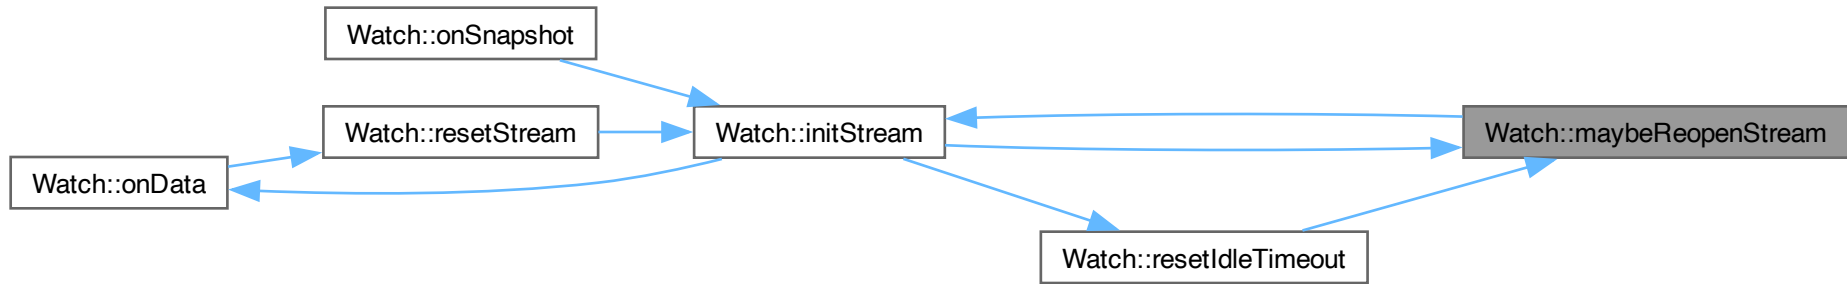 Watch::onSnapshot
Watch::resetStream
Watch::initStream
Watch::maybeReopenStream
Watch::onData
Watch::resetIdleTimeout